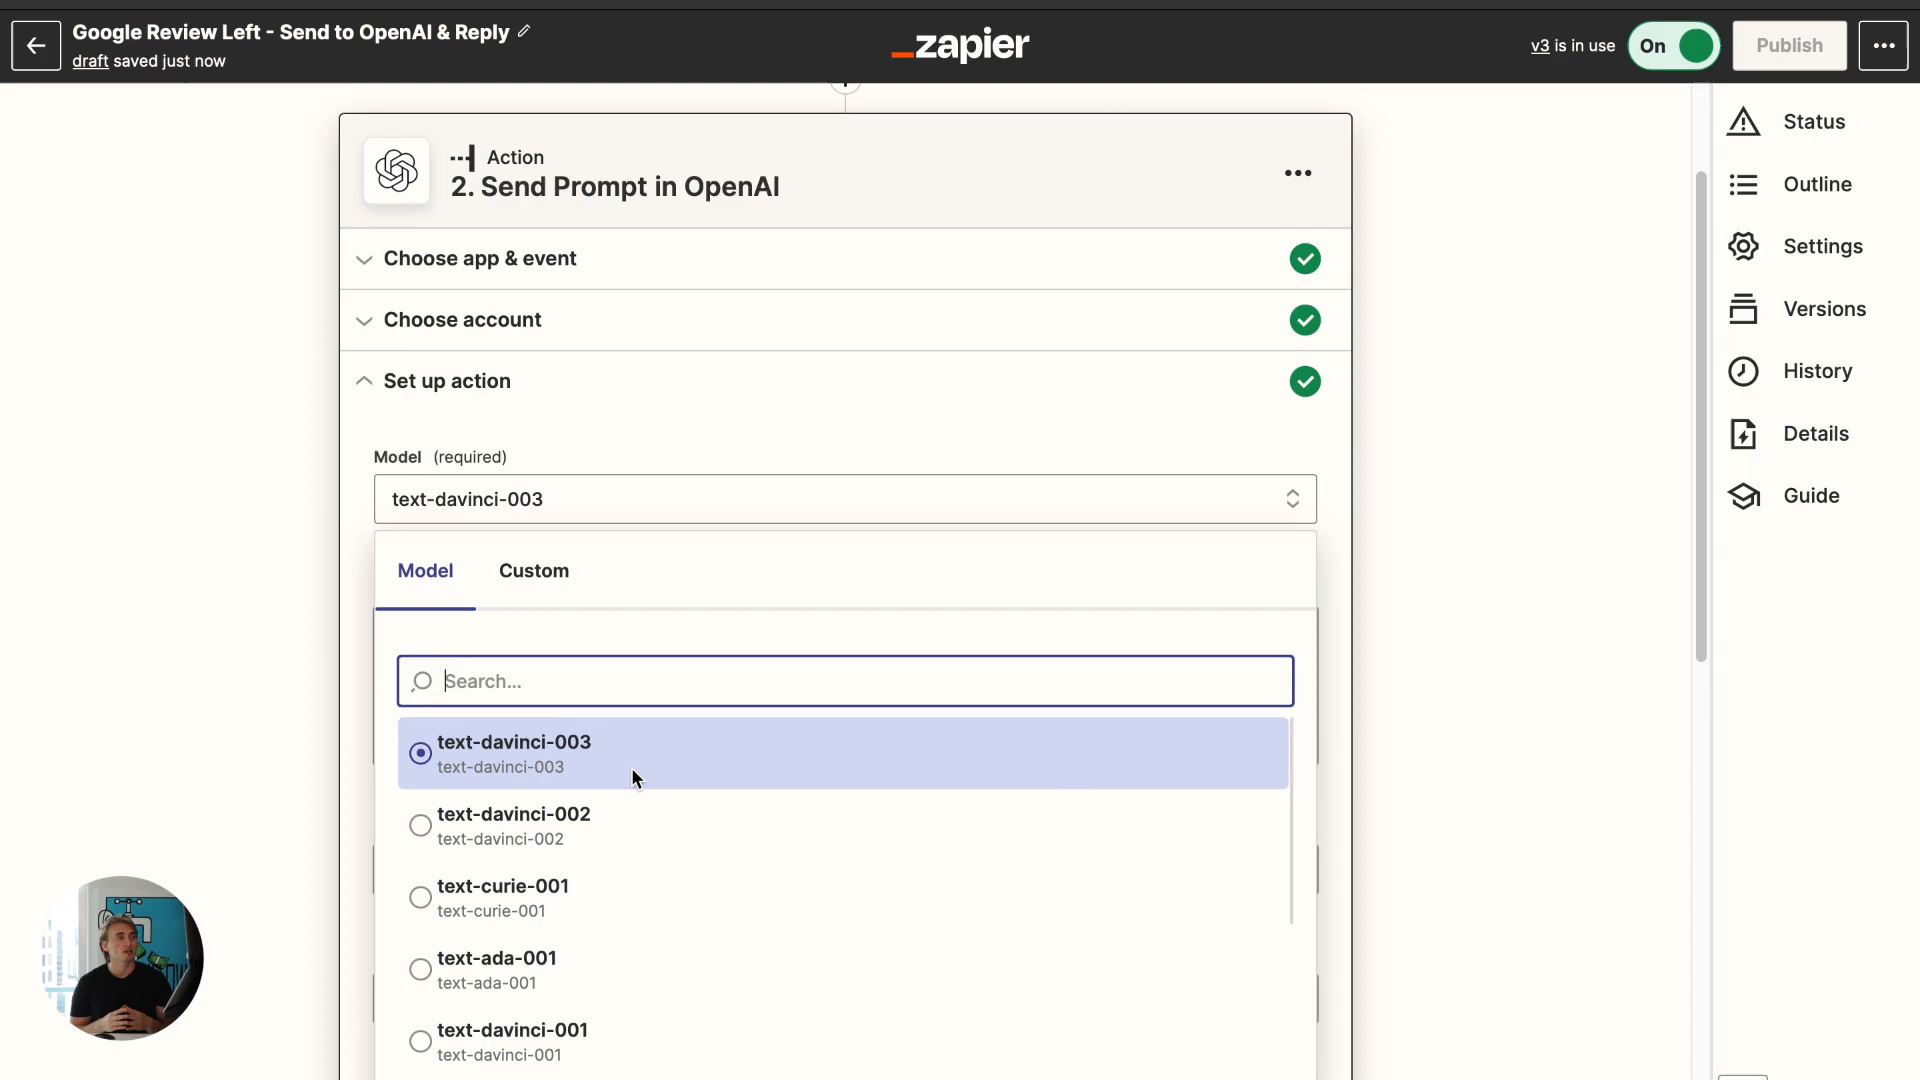 Google Review Left - Send to OpenAI & Reply
draft saved just now
zapier
v3 is in use
On
Publish
Action
2. Send Prompt in OpenAI
Choose app & event
Choose account
Set up action
Model (required)
text-davinci-003
Model Custom
Search...
text-davinci-003
text-davinci-003
text-davinci-002
text-davinci-002
text-curie-001
text-curie-001
text-ada-001
text-ada-001
text-davinci-001
text-davinci-001
Status
Outline
Settings
Versions
History
Details
Guide